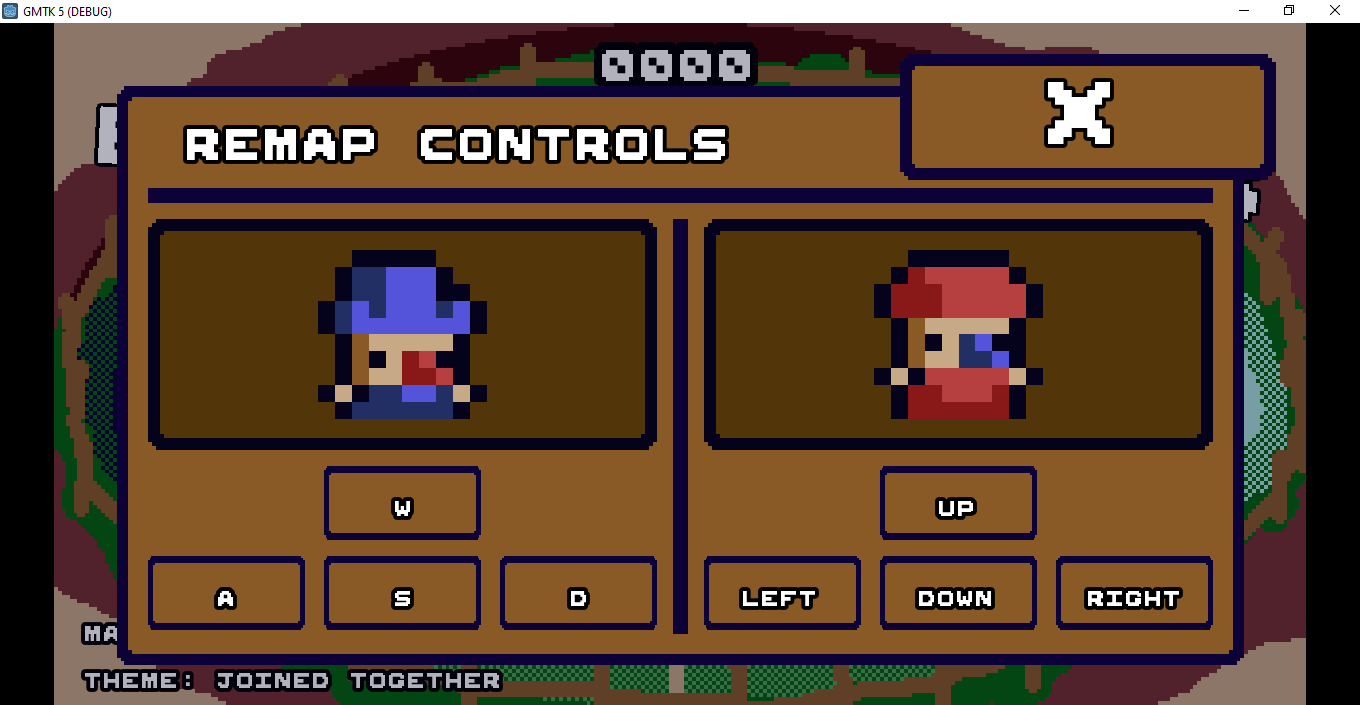 GMTK 5 (DEBUG)
0000
REMAP CONTROLS
X
W
UP
A S D LEFT DOWN RIGHT
THEME: JOINED TOGETHER